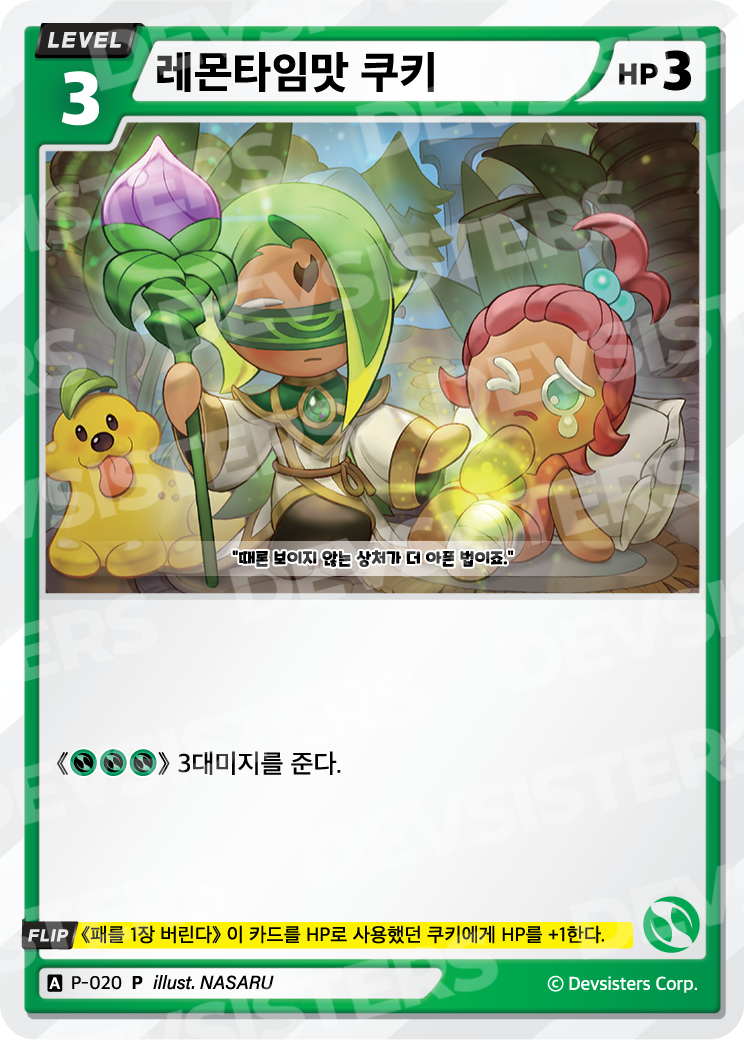 LEVEL
3
레몬타임맛 쿠키
HP 3
"때론 보이지 않는 상처가 더 아픈 법이죠."
《》 3대미지를 준다.
FLIP 《패를 1장 버린다》 이 카드를 HP로 사용했던 쿠키에게 HP를 +1한다.
A P-020 P illust. NASARU
© Devsisters Corp.
DEVSISTERS